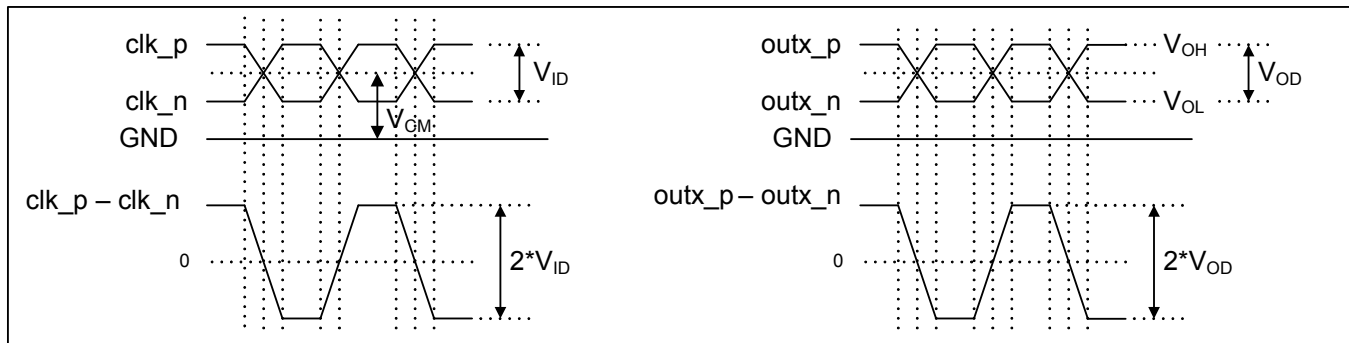 clk_p
clk_n
GND
V_ID
V_CM
clk_p – clk_n
0
2*V_ID
outx_p
outx_n
GND
V_OH
V_OL
V_OD
outx_p – outx_n
0
2*V_OD